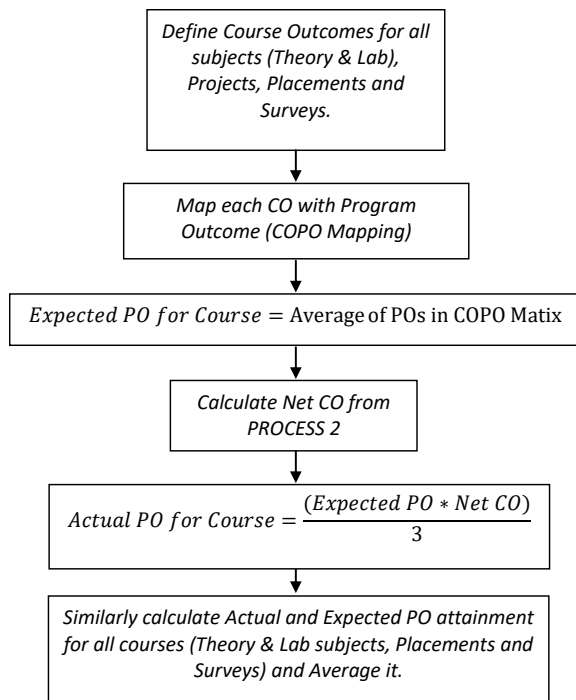 Define Course Outcomes for all
subjects (Theory & Lab),
Projects, Placements and
Surveys.
Map each CO with Program
Outcome (COPO Mapping)
Expected PO for Course = Average of POs in COPO Matix
Calculate Net CO from
PROCESS 2
Actual PO for Course = (Expected PO * Net CO) / 3
Similarly calculate Actual and Expected PO attainment
for all courses (Theory & Lab subjects, Placements and
Surveys) and Average it.